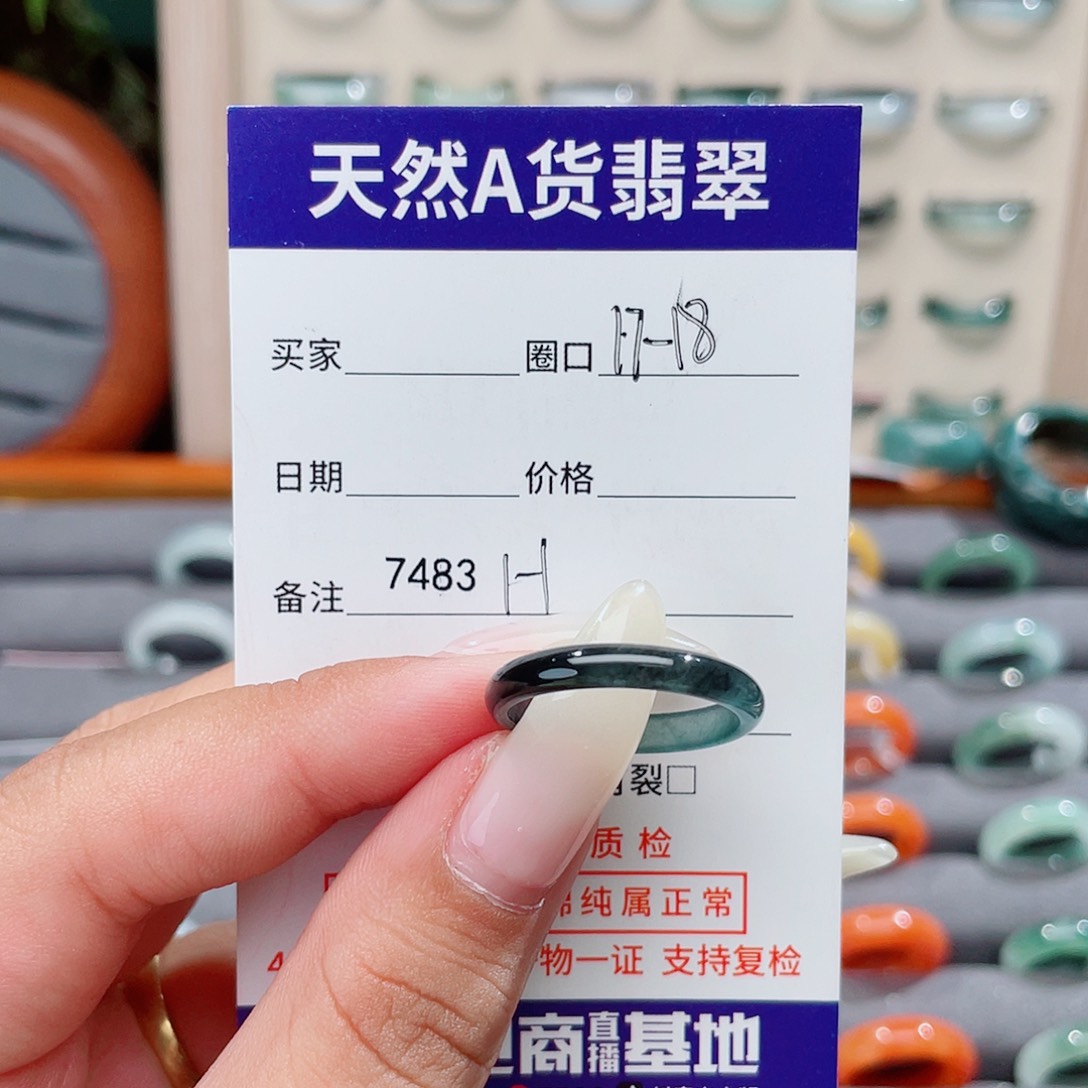 天然A货翡翠
买家 圈口 17-18
日期 价格
备注 7483 H
裂□
质检
纯属正常
物一证 支持复检
商直播基地